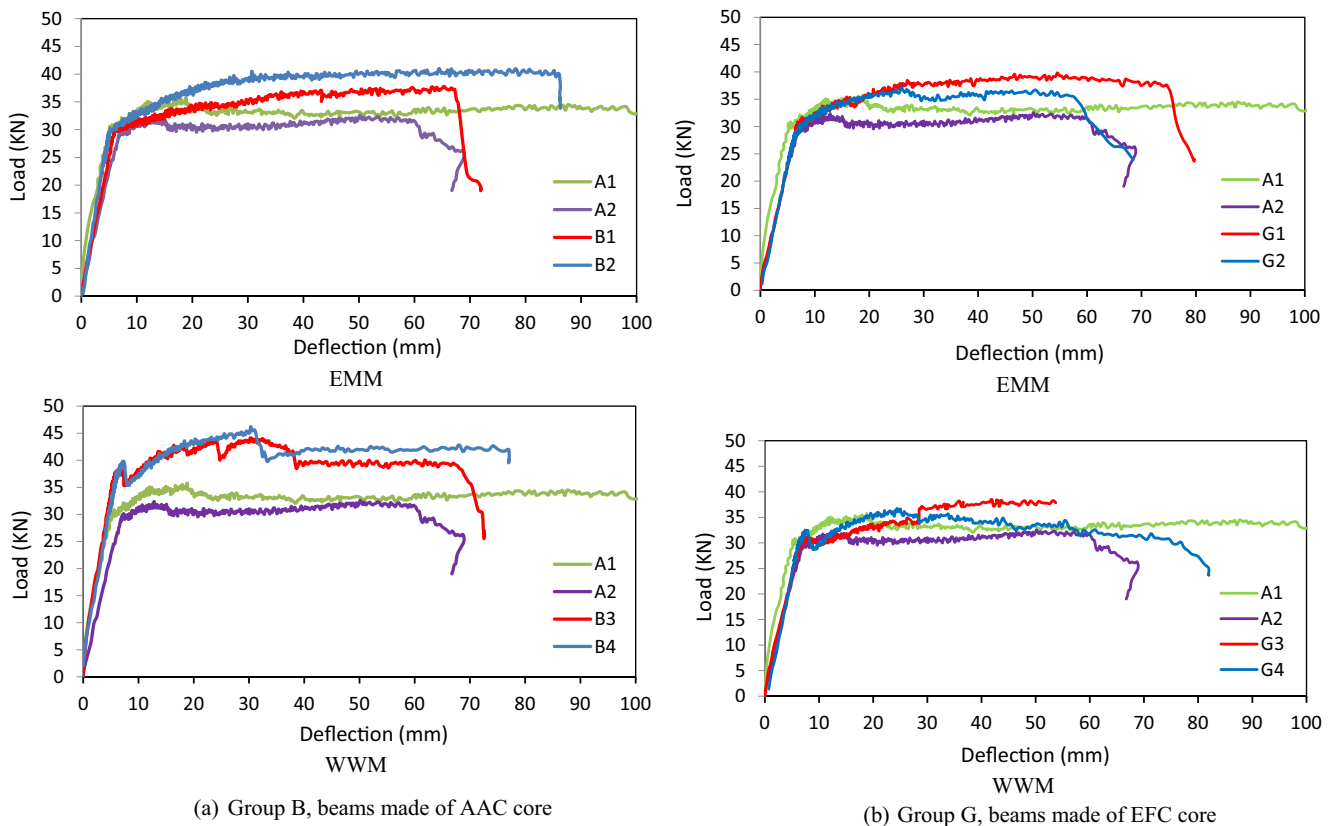 50
45
40
35
30
25
20
15
10
5
0
Load (KN)
A1
A2
B1
B2
0 10 20 30 40 50 60 70 80 90 100
Deflection (mm)
EMM
50
45
40
35
30
25
20
15
10
5
0
Load (KN)
A1
A2
G1
G2
0 10 20 30 40 50 60 70 80 90 100
Deflection (mm)
EMM
50
45
40
35
30
25
20
15
10
5
0
Load (KN)
A1
A2
B3
B4
0 10 20 30 40 50 60 70 80 90 100
Deflection (mm)
WWM
(a) Group B, beams made of AAC core
50
45
40
35
30
25
20
15
10
5
0
Load (KN)
A1
A2
G3
G4
0 10 20 30 40 50 60 70 80 90 100
Deflection (mm)
WWM
(b) Group G, beams made of EFC core